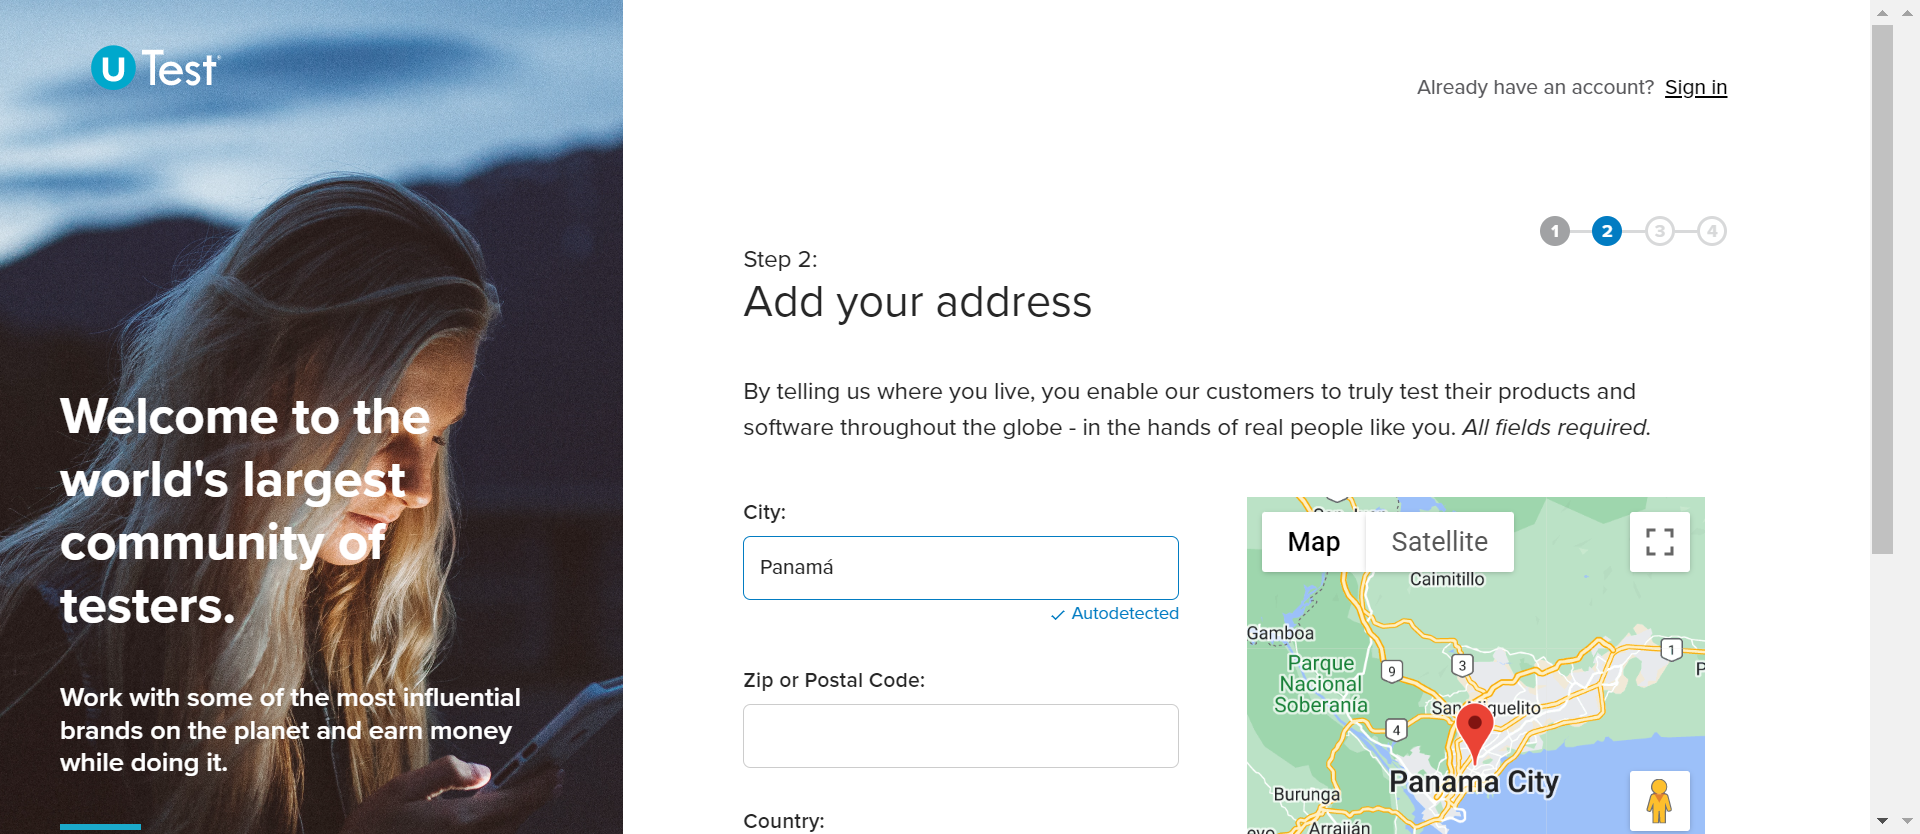 u Test
Welcome to the
world's largest
community of
testers.
Work with some of the most influential
brands on the planet and earn money
while doing it.
Already have an account? Sign in
1 2 3 4
Step 2:
Add your address
By telling us where you live, you enable our customers to truly test their products and
software throughout the globe - in the hands of real people like you. All fields required.
City:
Panamá
Autodetected
Zip or Postal Code:
Country:
Map Satellite
Caimitillo
Gamboa
1
Parque
Nacional
Soberanía
9
3
San Miguelito
4
Panama City
Burunga
Arraiján